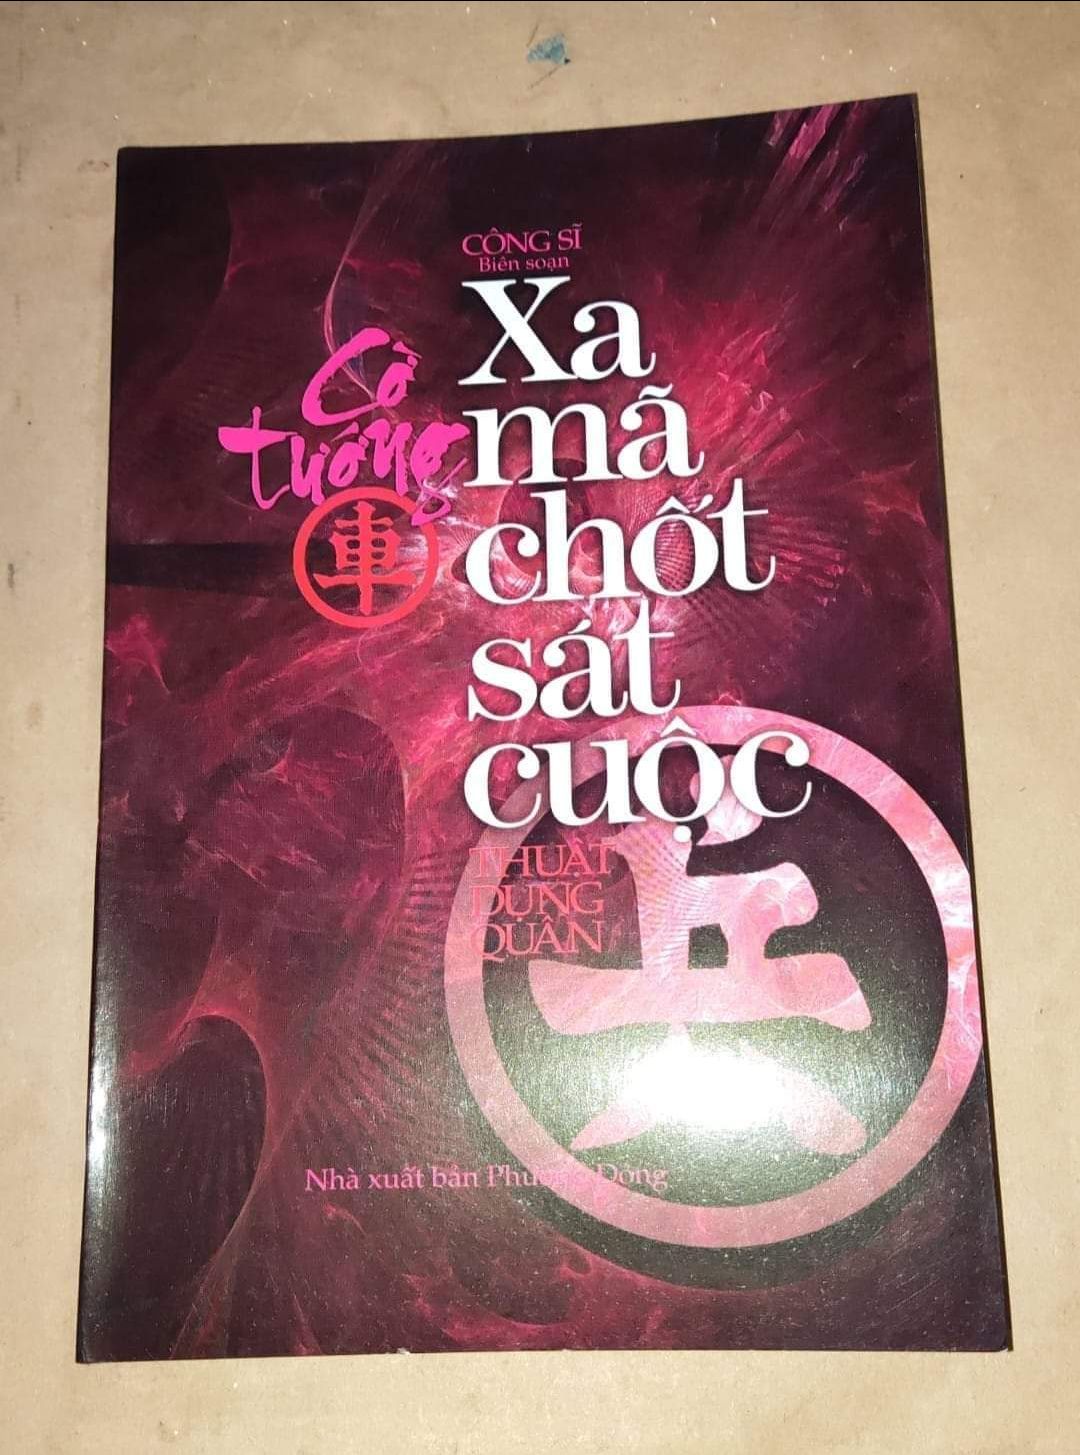 CÔNG SĨ
Biên soạn
Cờ
tướng
車
Xa
mã
chốt
sát
cuộc
THUẬT
DỤNG
QUÂN
兵
Nhà xuất bản Phương Đông